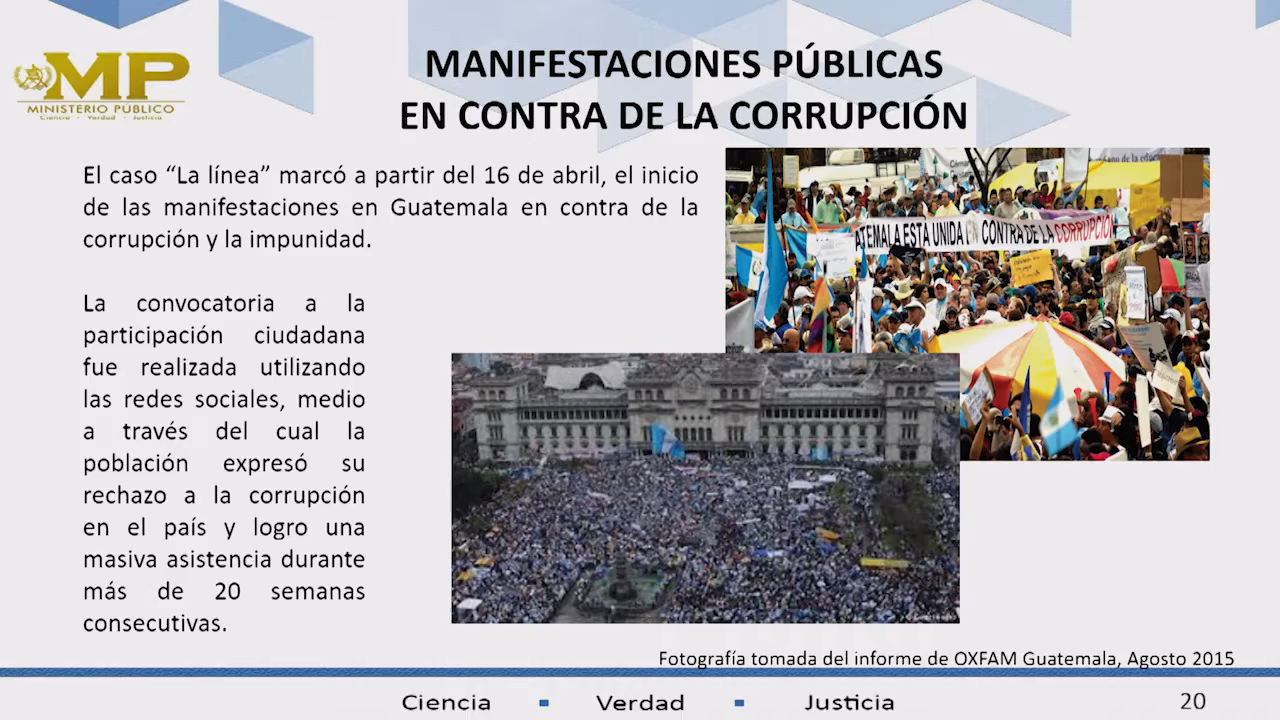 MP
MINISTERIO PÚBLICO
Ciencia - Verdad - Justicia
MANIFESTACIONES PÚBLICAS
EN CONTRA DE LA CORRUPCIÓN
El caso “La línea” marcó a partir del 16 de abril, el inicio
de las manifestaciones en Guatemala en contra de la
corrupción y la impunidad.
La convocatoria a la
participación ciudadana
fue realizada utilizando
las redes sociales, medio
a través del cual la
población expresó su
rechazo a la corrupción
en el país y logro una
masiva asistencia durante
más de 20 semanas
consecutivas.
ATEMALA ESTA UNIDA EN CONTRA DE LA CORRUPCIÓN
Fotografía tomada del informe de OXFAM Guatemala, Agosto 2015
Ciencia ▪ Verdad ▪ Justicia
20